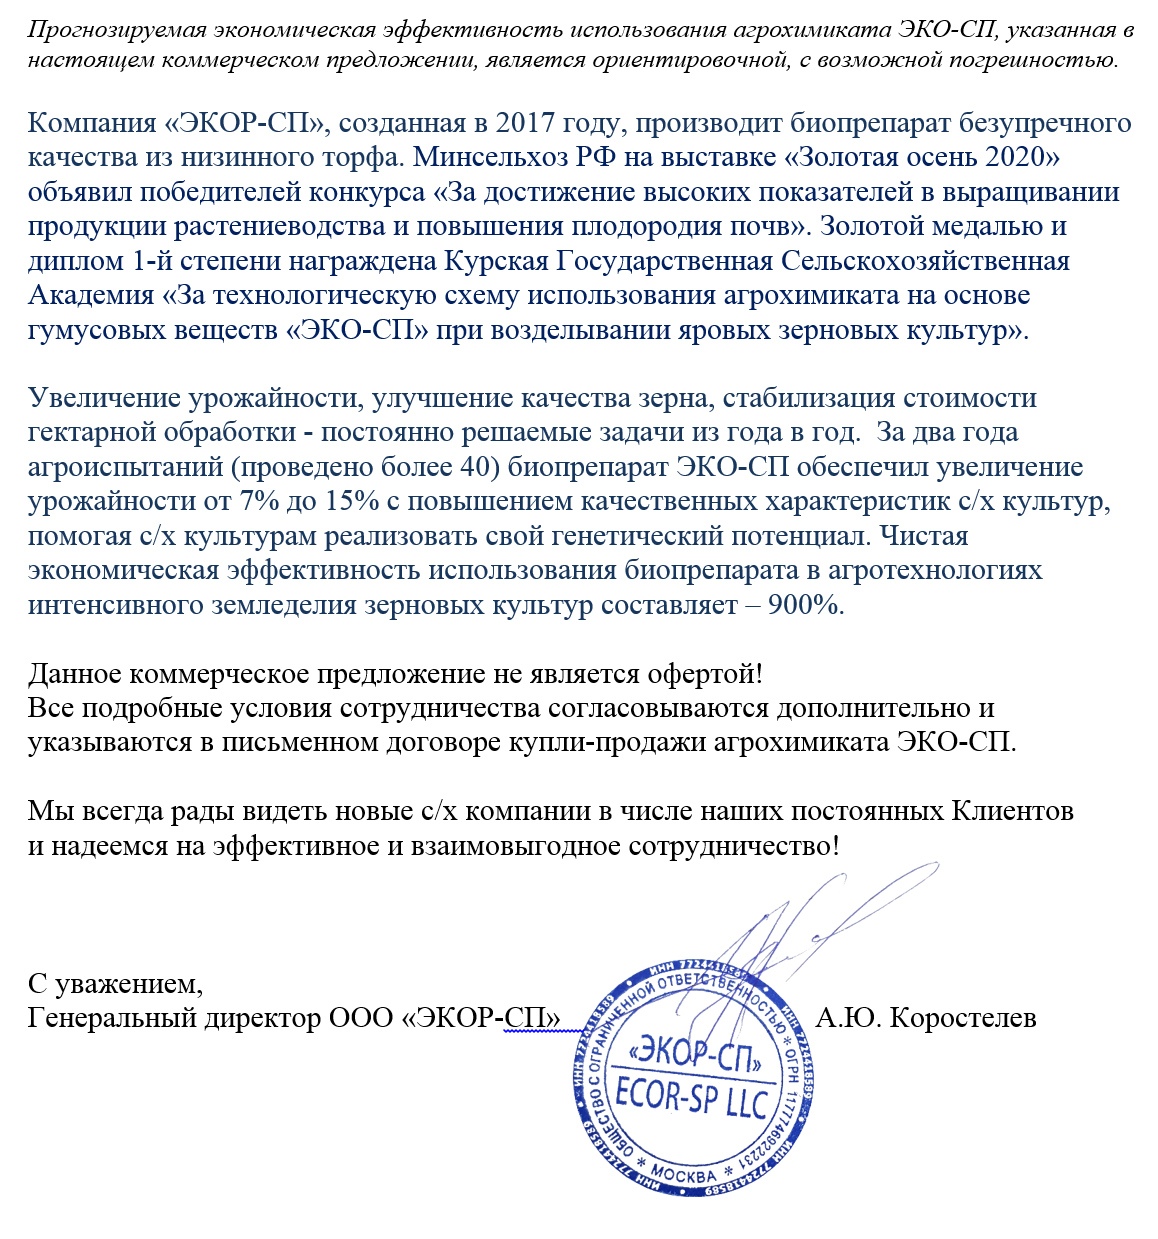 Прогнозируемая экономическая эффективность использования агрохимиката ЭКО-СП, указанная в
настоящем коммерческом предложении, является ориентировочной, с возможной погрешностью.
Компания «ЭКОР-СП», созданная в 2017 году, производит биопрепарат безупречного
качества из низинного торфа. Минсельхоз РФ на выставке «Золотая осень 2020»
объявил победителей конкурса «За достижение высоких показателей в выращивании
продукции растениеводства и повышения плодородия почв». Золотой медалью и
диплом 1-й степени награждена Курская Государственная Сельскохозяйственная
Академия «За технологическую схему использования агрохимиката на основе
гумусовых веществ «ЭКО-СП» при возделывании яровых зерновых культур».
Увеличение урожайности, улучшение качества зерна, стабилизация стоимости
гектарной обработки - постоянно решаемые задачи из года в год.  За два года
агроиспытаний (проведено более 40) биопрепарат ЭКО-СП обеспечил увеличение
урожайности от 7% до 15% с повышением качественных характеристик с/х культур,
помогая с/х культурам реализовать свой генетический потенциал. Чистая
экономическая эффективность использования биопрепарата в агротехнологиях
интенсивного земледелия зерновых культур составляет – 900%.
Данное коммерческое предложение не является офертой!
Все подробные условия сотрудничества согласовываются дополнительно и
указываются в письменном договоре купли-продажи агрохимиката ЭКО-СП.
Мы всегда рады видеть новые с/х компании в числе наших постоянных Клиентов
и надеемся на эффективное и взаимовыгодное сотрудничество!
С уважением,
Генеральный директор ООО «ЭКОР-СП» А.Ю. Коростелев
ИНН 7724418589 ИНН 7724418589 ИНН 7724418589 ИНН 7724418589 ИНН 7724418589
ОБЩЕСТВО С ОГРАНИЧЕННОЙ ОТВЕТСТВЕННОСТЬЮ * ОГРН 1177746922231 * МОСКВА *
«ЭКОР-СП»
ECOR-SP LLC